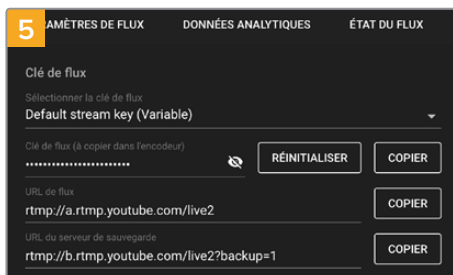 5
AMÈTRES DE FLUX DONNÉES ANALYTIQUES ÉTAT DU FLUX
Clé de flux
Sélectionner la clé de flux
Default stream key (Variable)
Clé de flux (à copier dans l'encodeur)
•••••••••••••••••••••••• RÉINITIALISER COPIER
URL de flux
rtmp://a.rtmp.youtube.com/live2 COPIER
URL du serveur de sauvegarde
rtmp://b.rtmp.youtube.com/live2?backup=1 COPIER